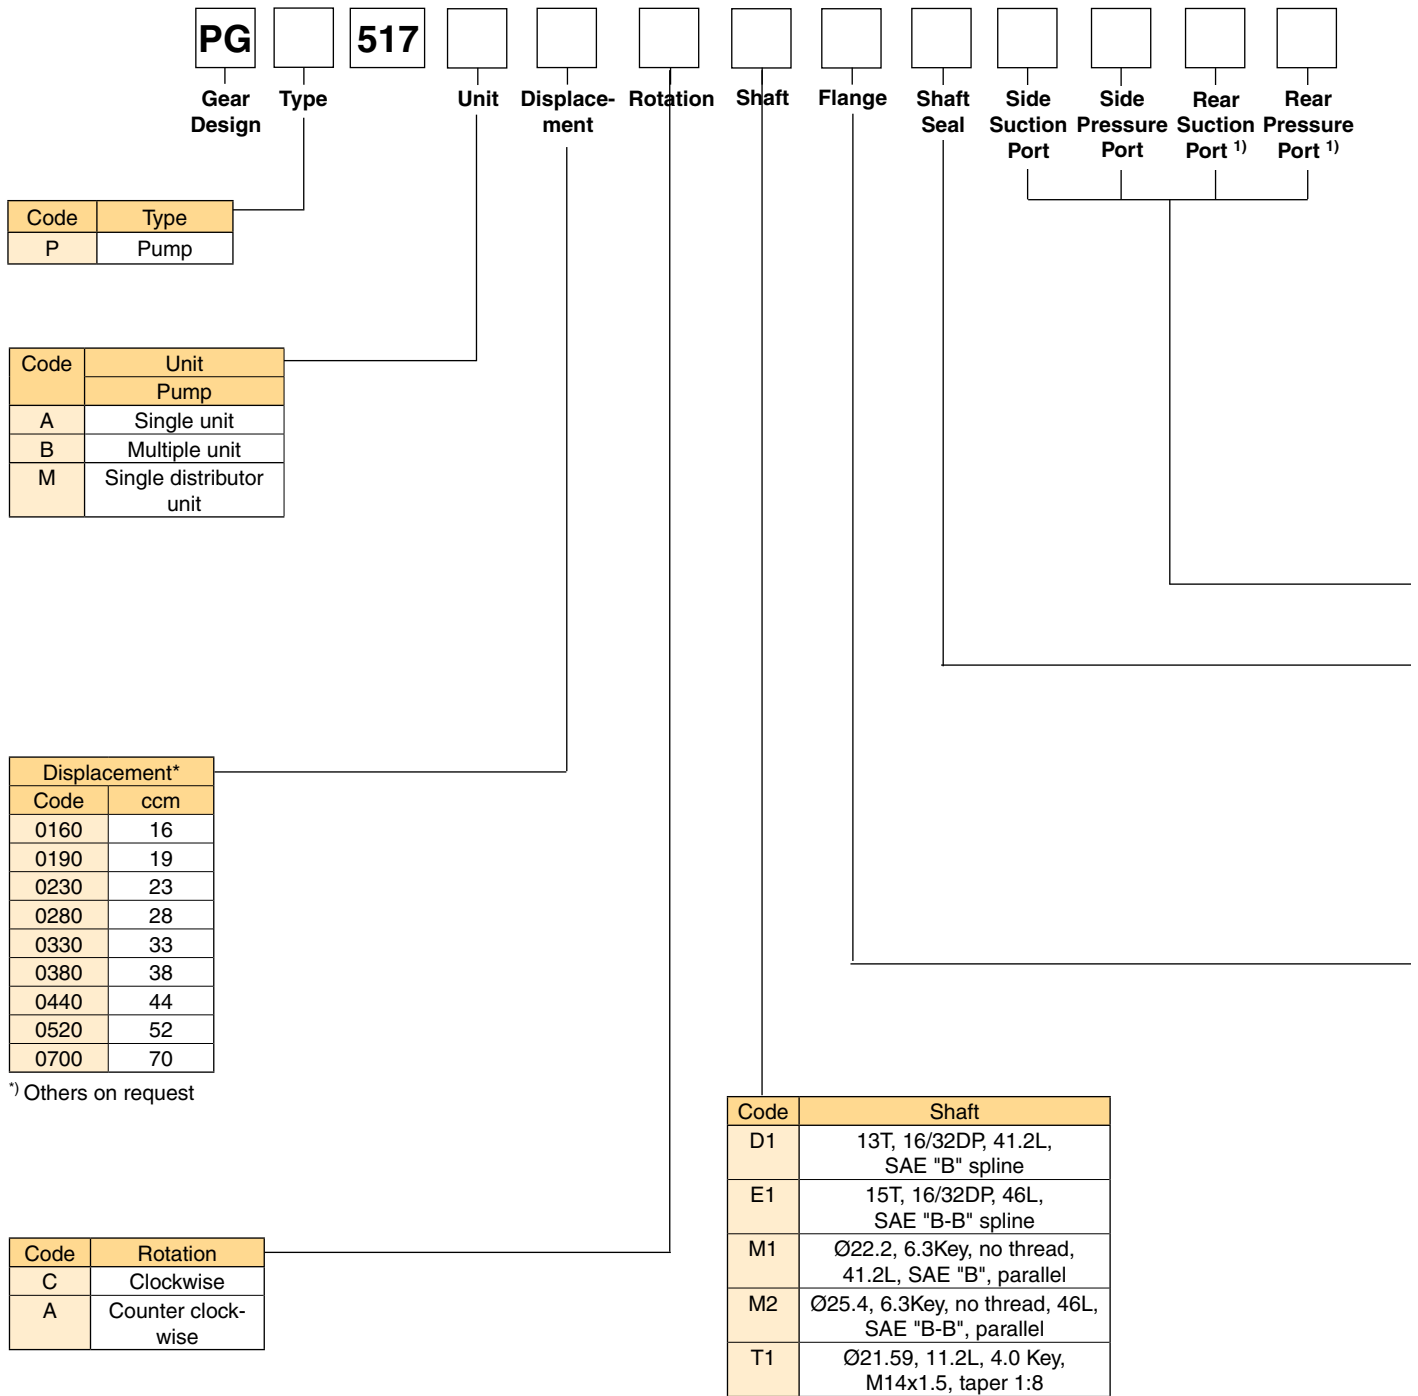 PG 517
Gear Design
Type
Unit
Displace-
ment
Rotation
Shaft
Flange
Shaft
Seal
Side
Suction
Port
Side
Pressure
Port
Rear
Suction
Port 1)
Rear
Pressure
Port 1)
Code Type
P Pump
Code Unit
Pump
A Single unit
B Multiple unit
M Single distributor
unit
Displacement*
Code ccm
0160 16
0190 19
0230 23
0280 28
0330 33
0380 38
0440 44
0520 52
0700 70
*) Others on request
Code Rotation
C Clockwise
A Counter clock-
wise
Code Shaft
D1 13T, 16/32DP, 41.2L,
SAE "B" spline
E1 15T, 16/32DP, 46L,
SAE "B-B" spline
M1 Ø22.2, 6.3Key, no thread,
41.2L, SAE "B", parallel
M2 Ø25.4, 6.3Key, no thread, 46L,
SAE "B-B", parallel
T1 Ø21.59, 11.2L, 4.0 Key,
M14x1.5, taper 1:8